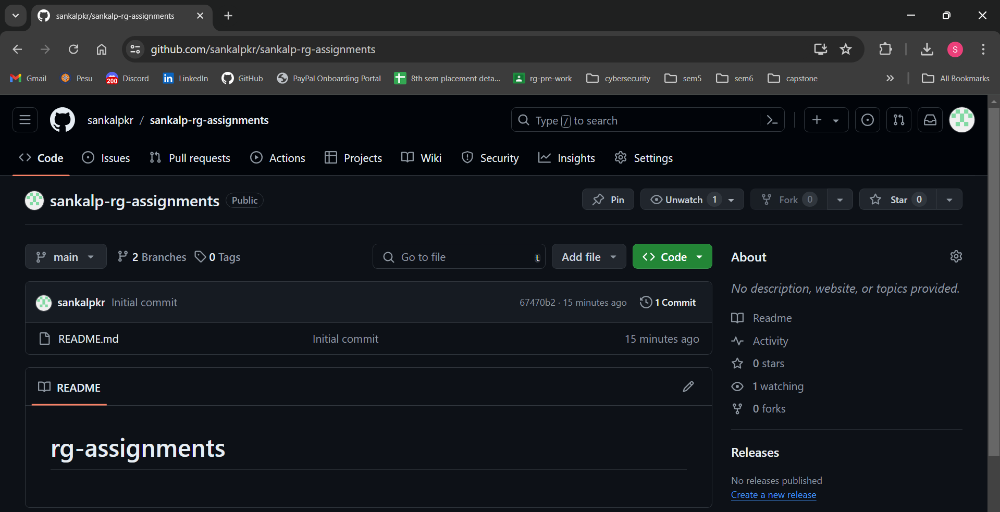 sankalpkr/sankalp-rg-assignments
github.com/sankalpkr/sankalp-rg-assignments
S
Gmail Pesu 200 Discord in LinkedIn GitHub PayPal Onboarding Portal 8th sem placement deta... rg-pre-work cybersecurity sem5 sem6 capstone All Bookmarks
sankalpkr / sankalp-rg-assignments Type / to search
Code Issues Pull requests Actions Projects Wiki Security Insights Settings
sankalp-rg-assignments Public Pin Unwatch 1 Fork 0 Star 0
main 2 Branches 0 Tags Go to file t Add file Code
sankalpkr Initial commit 67470b2 · 15 minutes ago 1 Commit
README.md Initial commit 15 minutes ago
README
rg-assignments
About
No description, website, or topics provided.
Readme
Activity
0 stars
1 watching
0 forks
Releases
No releases published
Create a new release